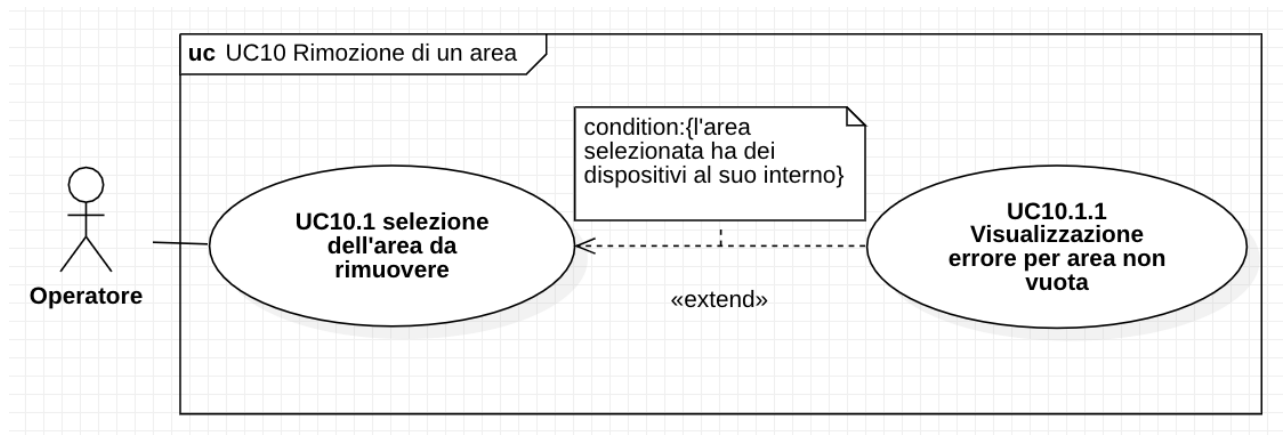 uc UC10 Rimozione di un area
condition:{l'area
selezionata ha dei
dispositivi al suo interno}
UC10.1 selezione
dell'area da
rimuovere
UC10.1.1
Visualizzazione
errore per area non
vuota
Operatore
«extend»